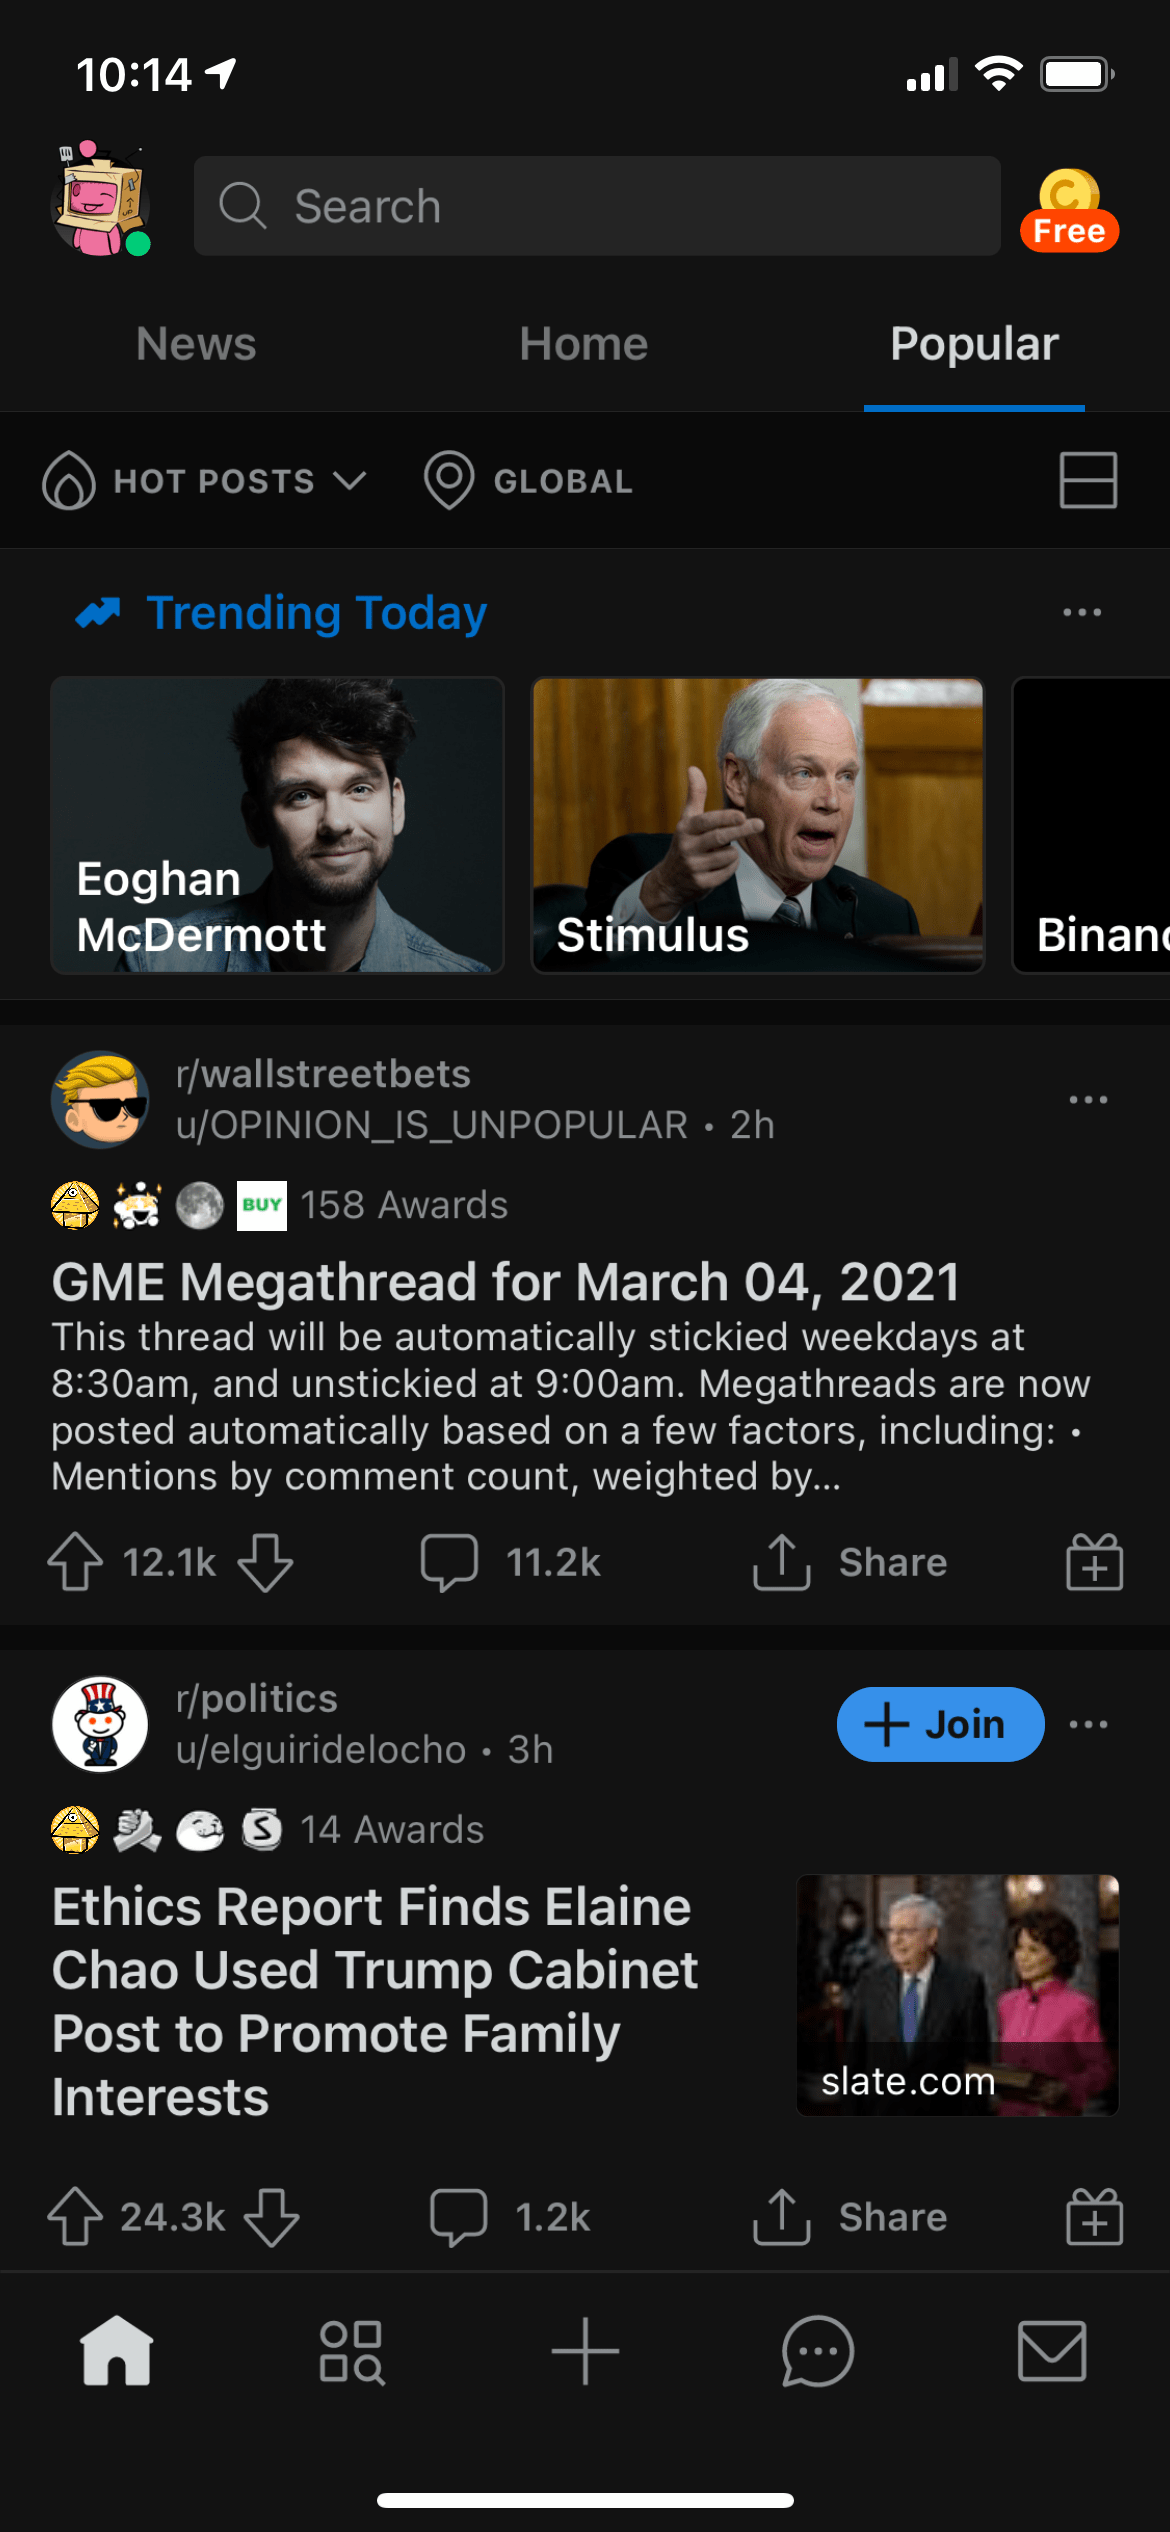 10:14
Search
Free
News Home Popular
HOT POSTS GLOBAL
Trending Today
Eoghan
McDermott
Stimulus
Binanc
r/wallstreetbets
u/OPINION_IS_UNPOPULAR • 2h
BUY 158 Awards
GME Megathread for March 04, 2021
This thread will be automatically stickied weekdays at
8:30am, and unstickied at 9:00am. Megathreads are now
posted automatically based on a few factors, including: •
Mentions by comment count, weighted by...
12.1k 11.2k Share
r/politics
u/elguiridelocho • 3h
Join
S 14 Awards
Ethics Report Finds Elaine
Chao Used Trump Cabinet
Post to Promote Family
Interests
slate.com
24.3k 1.2k Share